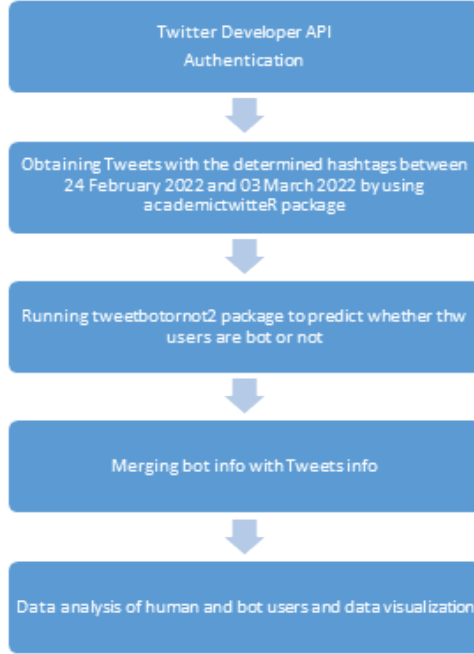 Twitter Developer API
Authentication
Obtaining Tweets with the determined hashtags between
24 February 2022 and 03 March 2022 by using
academictwitteR package
Running tweetbotornot2 package to predict whether thw
users are bot or not
Merging bot info with Tweets info
Data analysis of human and bot users and data visualization